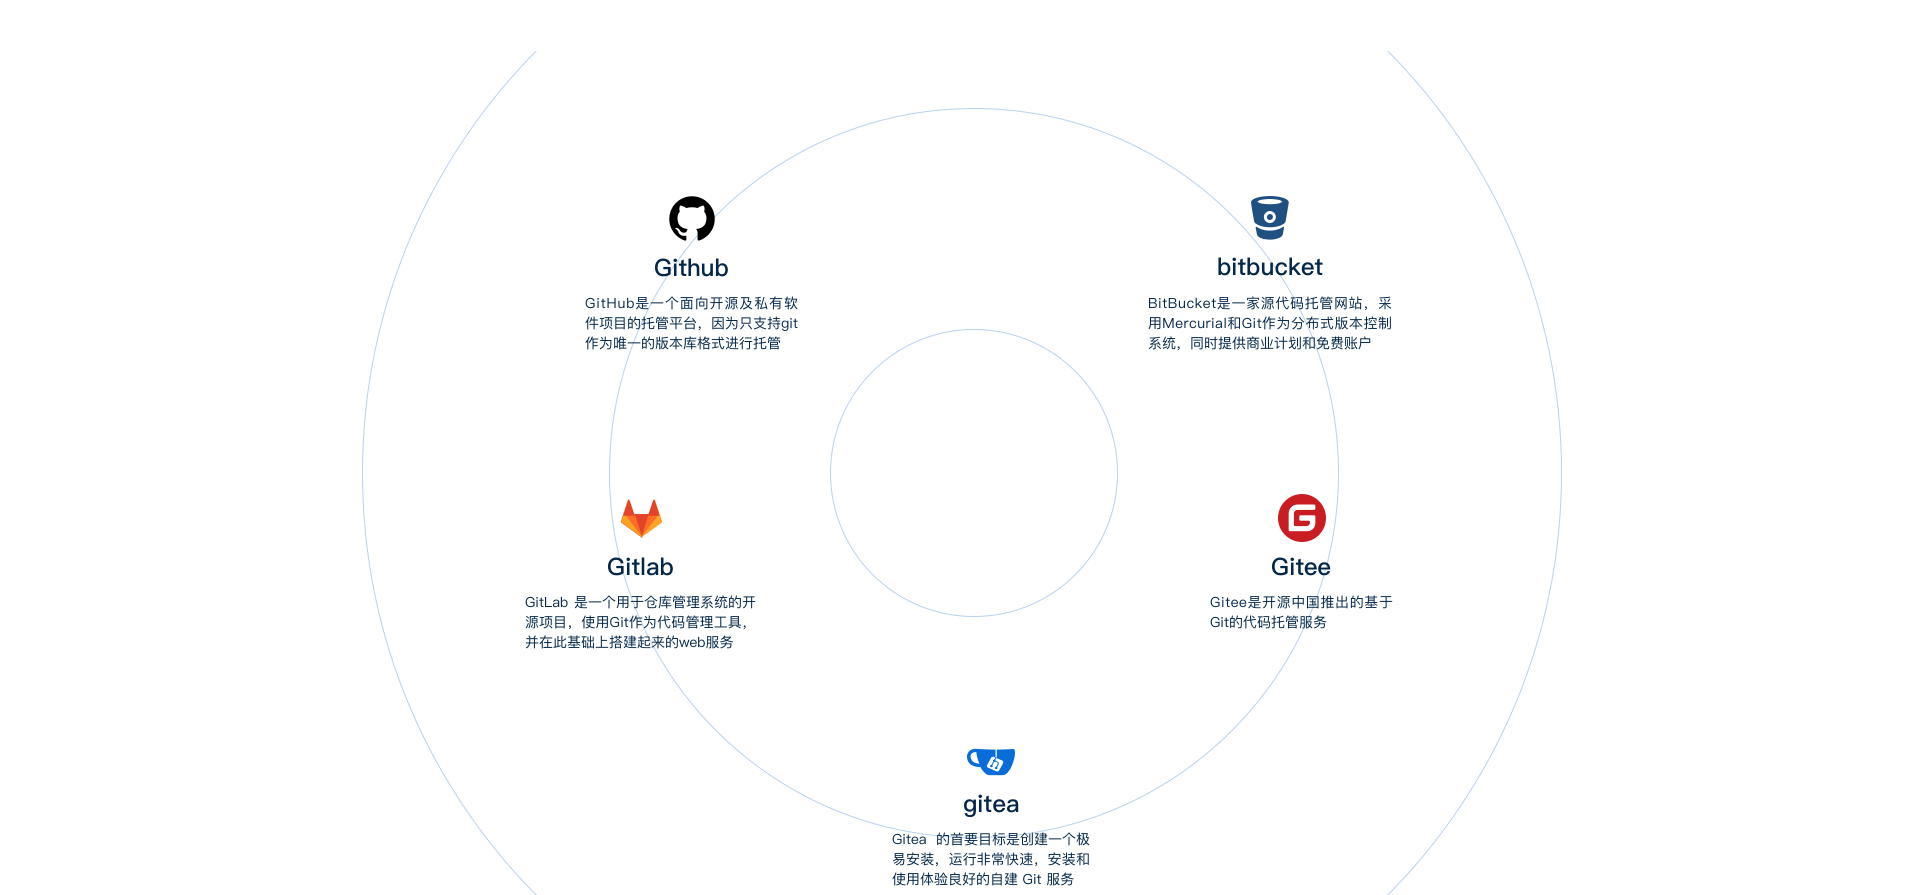 Github
GitHub是一个面向开源及私有软
件项目的托管平台，因为只支持git
作为唯一的版本库格式进行托管
bitbucket
BitBucket是一家源代码托管网站，采
用Mercurial和Git作为分布式版本控制
系统，同时提供商业计划和免费账户
Gitlab
GitLab 是一个用于仓库管理系统的开
源项目，使用Git作为代码管理工具，
并在此基础上搭建起来的web服务
Gitee
Gitee是开源中国推出的基于
Git的代码托管服务
gitea
Gitea 的首要目标是创建一个极
易安装，运行非常快速，安装和
使用体验良好的自建 Git 服务